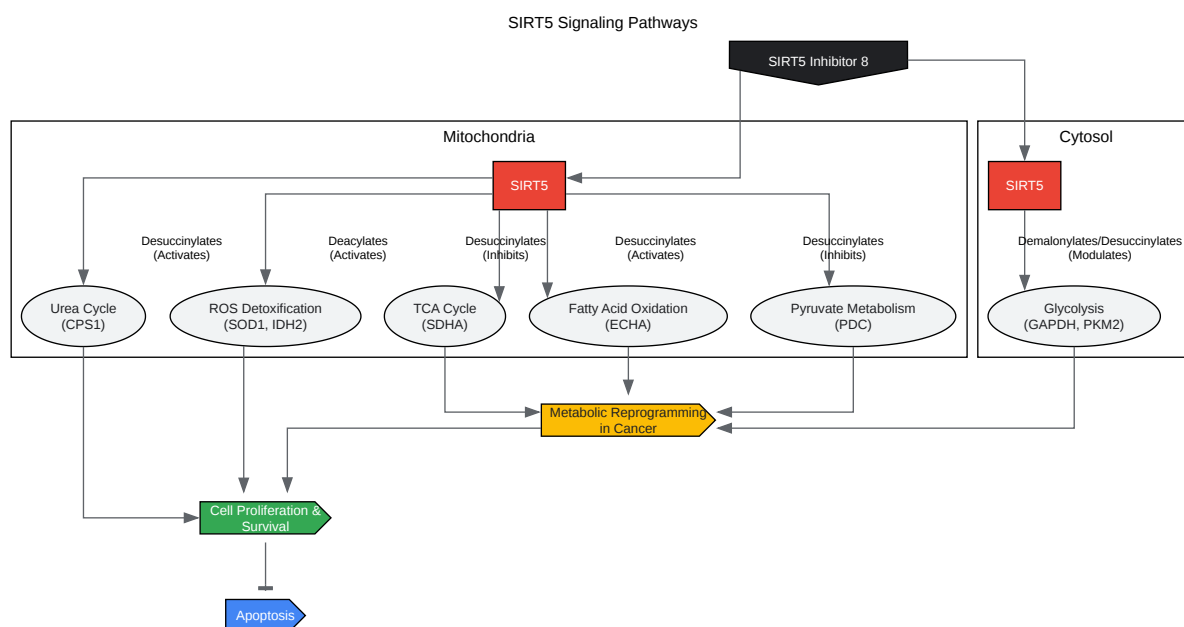 SIRT5 Signaling Pathways
SIRT5 Inhibitor 8
Mitochondria
Cytosol
SIRT5
SIRT5
Desuccinylates
(Activates)
Deacylates
(Activates)
Desuccinylates
(Inhibits)
Desuccinylates
(Activates)
Desuccinylates
(Inhibits)
Demalonylates/Desuccinylates
(Modulates)
Urea Cycle
(CPS1)
ROS Detoxification
(SOD1, IDH2)
TCA Cycle
(SDHA)
Fatty Acid Oxidation
(ECHA)
Pyruvate Metabolism
(PDC)
Glycolysis
(GAPDH, PKM2)
Metabolic Reprogramming
in Cancer
Cell Proliferation &
Survival
Apoptosis